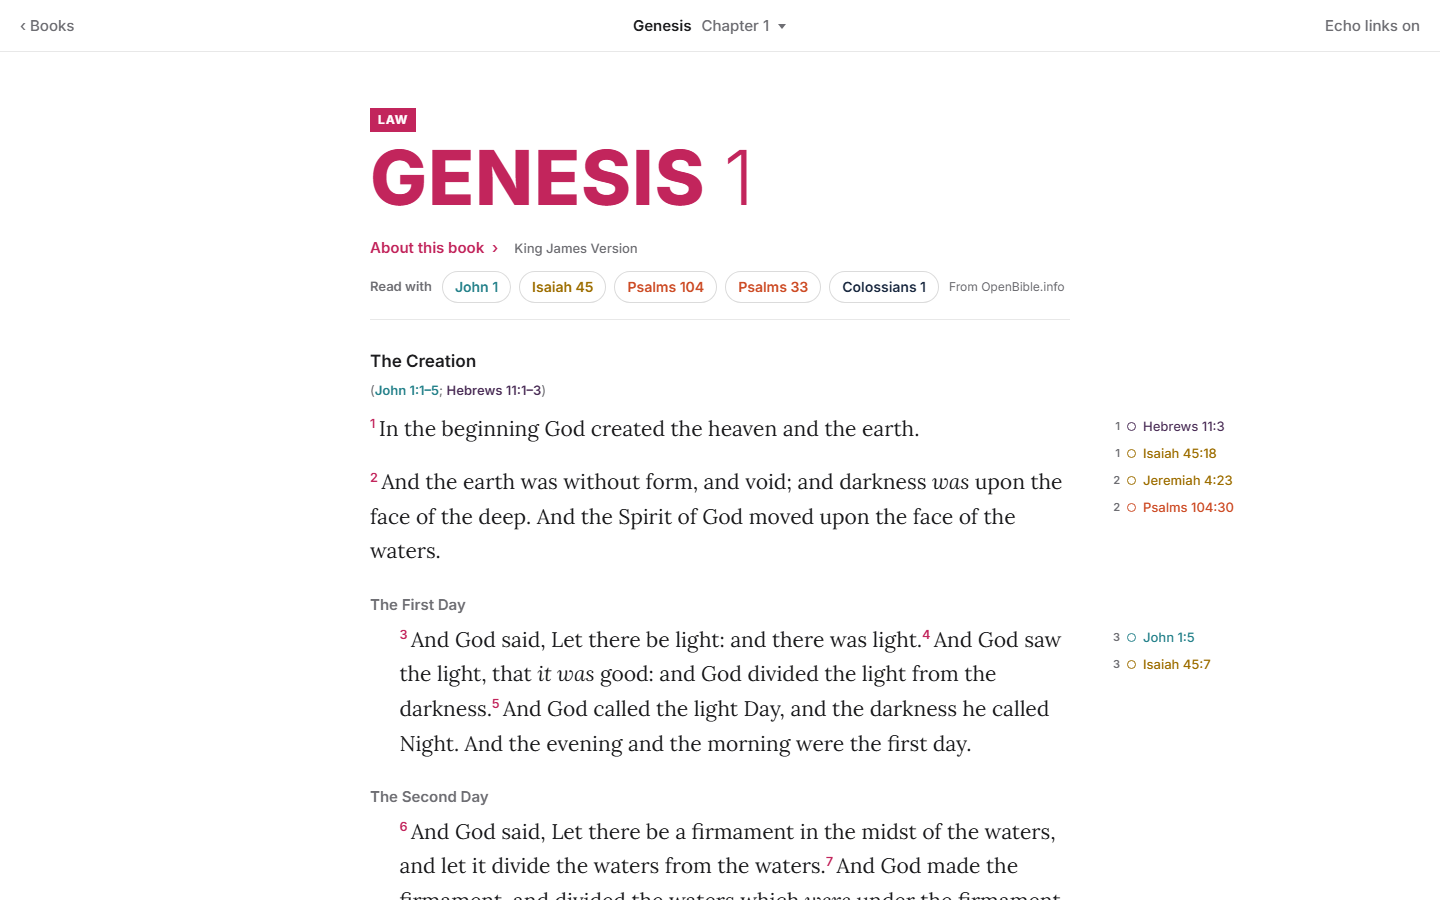 ‹ Books
Genesis Chapter 1
Echo links on
LAW
GENESIS 1
About this book › King James Version
Read with John 1 Isaiah 45 Psalms 104 Psalms 33 Colossians 1 From OpenBible.info
The Creation
(John 1:1–5; Hebrews 11:1–3)
1 In the beginning God created the heaven and the earth.
2 And the earth was without form, and void; and darkness was upon the
face of the deep. And the Spirit of God moved upon the face of the
waters.
1 Hebrews 11:3
1 Isaiah 45:18
2 Jeremiah 4:23
2 Psalms 104:30
The First Day
3 And God said, Let there be light: and there was light. 4 And God saw
the light, that it was good: and God divided the light from the
darkness. 5 And God called the light Day, and the darkness he called
Night. And the evening and the morning were the first day.
3 John 1:5
3 Isaiah 45:7
The Second Day
6 And God said, Let there be a firmament in the midst of the waters,
and let it divide the waters from the waters. 7 And God made the
firmament, and divided the waters which were under the firmament